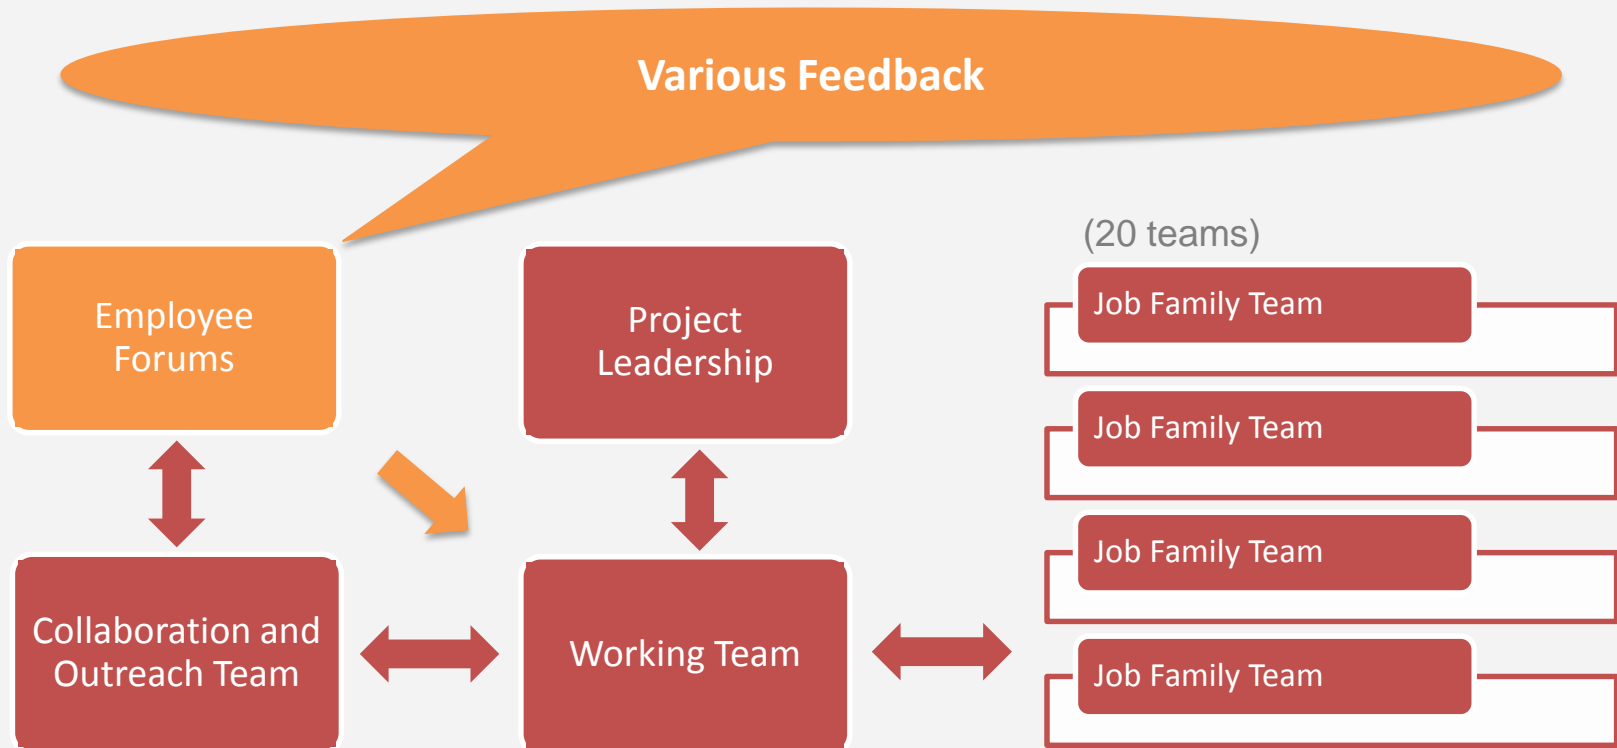 Various Feedback
Employee
Forums
Project
Leadership
(20 teams)
Job Family Team
Job Family Team
Job Family Team
Job Family Team
Collaboration and
Outreach Team
Working Team